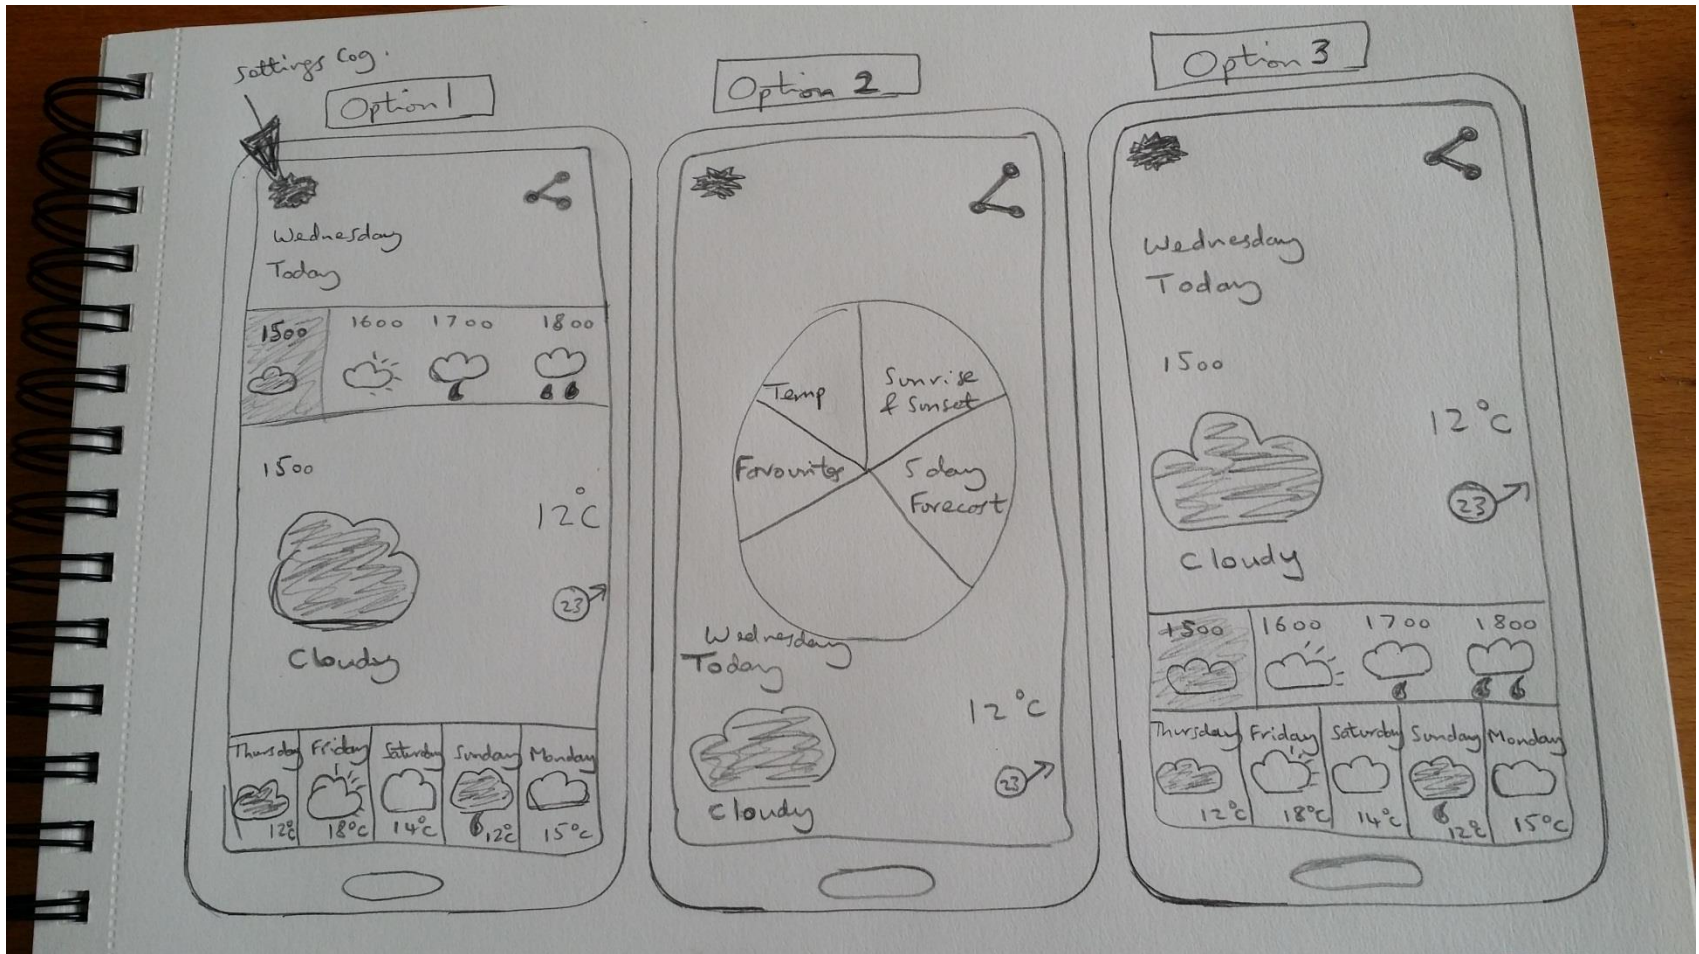 Settings Cog.
Option 1
Wednesday
Today
1500 1600 1700 1800
1500
12°C
23
Cloudy
Thursday Friday Saturday Sunday Monday
12°C 18°C 14°C 12°C 15°C
Option 2
Temp
Sunrise
& Sunset
Favourites
5 day
Forecast
Wednesday
Today
12°C
23
Cloudy
Option 3
Wednesday
Today
1500
12°C
23
Cloudy
1500 1600 1700 1800
Thursday Friday Saturday Sunday Monday
12°C 18°C 14°C 12°C 15°C